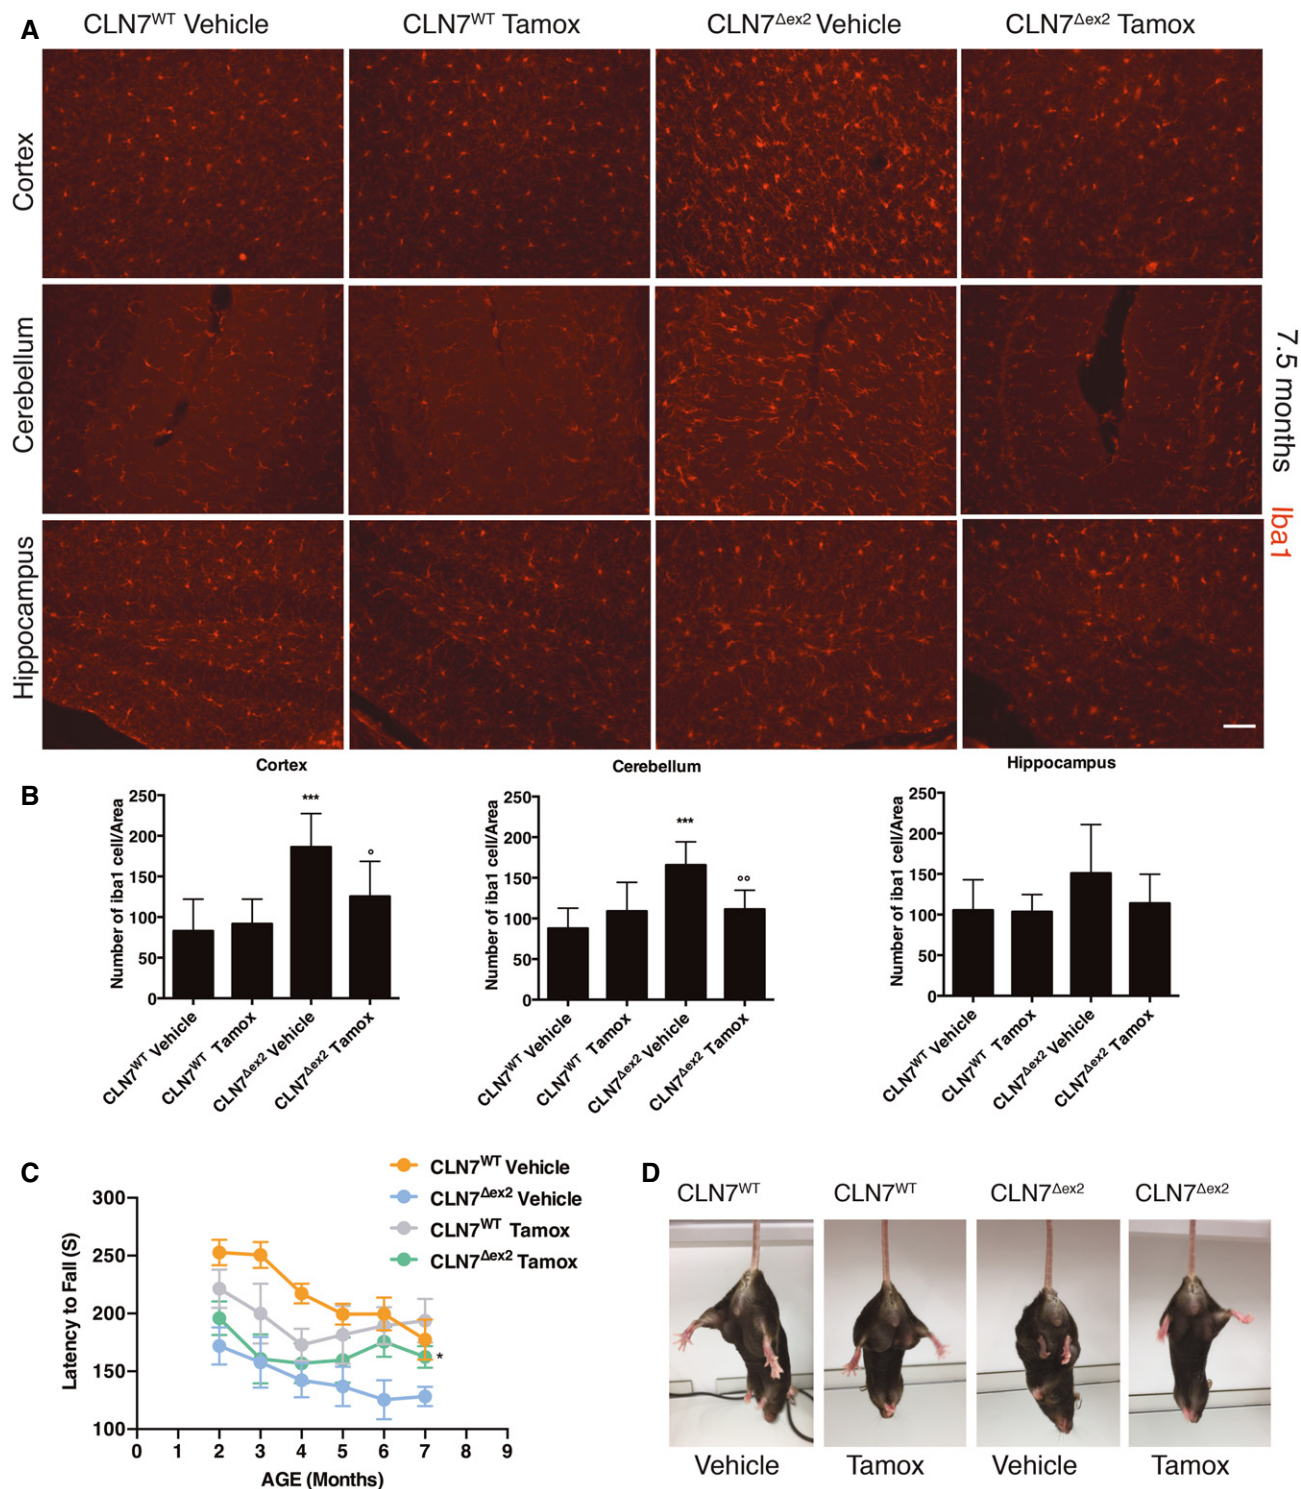 A
CLN7WT Vehicle
CLN7WT Tamox
CLN7Δex2 Vehicle
CLN7Δex2 Tamox
Cortex
Cerebellum
Hippocampus
7.5 months Iba1
B
Cortex
Number of iba1 cell/Area
250
200
150
100
50
0
***
°
CLN7WT Vehicle
CLN7WT Tamox
CLN7Δex2 Vehicle
CLN7Δex2 Tamox
Cerebellum
Number of iba1 cell/Area
250
200
150
100
50
0
***
°°
CLN7WT Vehicle
CLN7WT Tamox
CLN7Δex2 Vehicle
CLN7Δex2 Tamox
Hippocampus
Number of iba1 cell/Area
250
200
150
100
50
0
CLN7WT Vehicle
CLN7WT Tamox
CLN7Δex2 Vehicle
CLN7Δex2 Tamox
C
CLN7WT Vehicle
CLN7Δex2 Vehicle
CLN7WT Tamox
CLN7Δex2 Tamox
Latency to Fall (S)
300
250
200
150
100
*
0 1 2 3 4 5 6 7 8 9
AGE (Months)
D
CLN7WT
CLN7WT
CLN7Δex2
CLN7Δex2
Vehicle
Tamox
Vehicle
Tamox